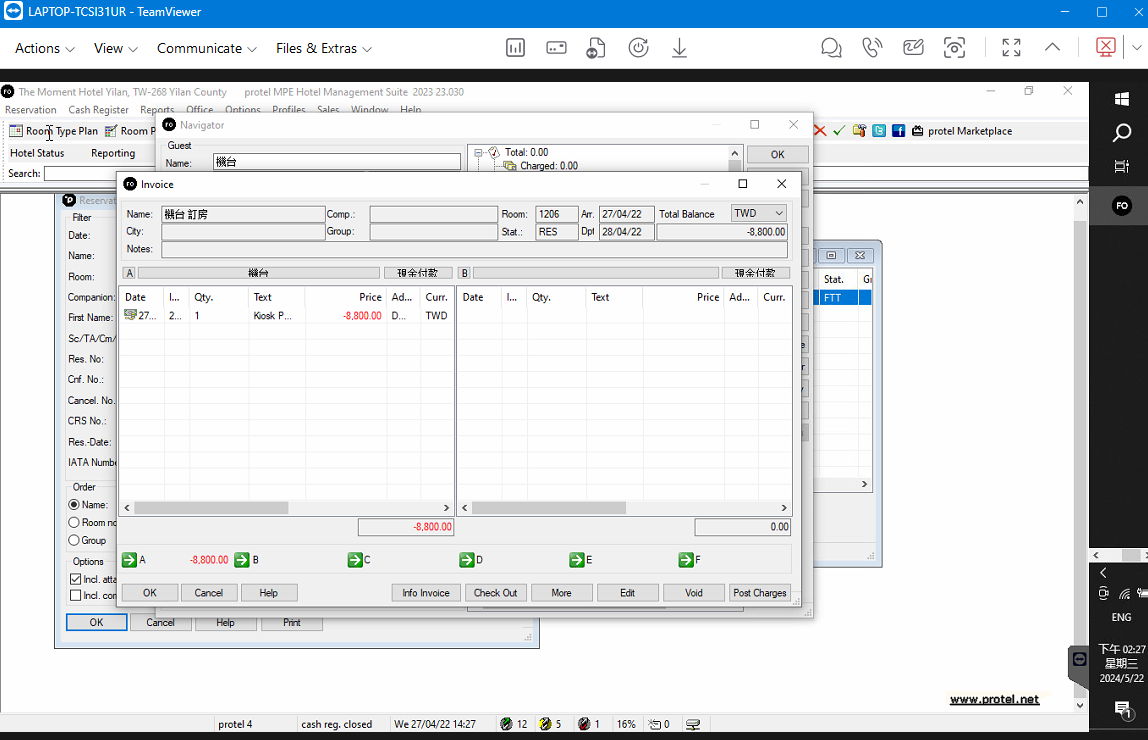 LAPTOP-TCSI31UR - TeamViewer
Actions View Communicate Files & Extras
The Moment Hotel Yilan, TW-268 Yilan County protel MPE Hotel Management Suite 2023 23.030
Reservation Cash Register Reports Office Options Profiles Sales Window Help
Room Type Plan Room P
Navigator
protel Marketplace
Hotel Status Reporting
Guest
Name: 機台
Total: 0.00
Charged: 0.00
OK
Search:
Invoice
Reservat
Filter
Date:
Name:
Room:
Companion:
First Name:
Sc/TA/Cm/
Res. No:
Cnf. No.:
Cancel. No.
CRS No.:
Res.-Date:
IATA Numbe
Order
Name:
Room no
Group
Options
Incl. atta
Incl. con
OK Cancel Help Print
Name: 機台 訂房 Comp.: Room: 1206 Arr. 27/04/22 Total Balance TWD
City: Group: Stat.: RES Dpt 28/04/22 -8,800.00
Notes:
A 機台 現金付款 B 現金付款
Date I... Qty. Text Price Ad... Curr. Date I... Qty. Text Price Ad... Curr.
27... 2... 1 Kiosk P... -8,800.00 D... TWD
-8,800.00 0.00
A -8,800.00 B C D E F
OK Cancel Help Info Invoice Check Out More Edit Void Post Charges
Stat. Gr
FTT
www.protel.net
protel 4 cash reg. closed We 27/04/22 14:27 12 5 1 16% 0
FO
ENG
下午 02:27
星期三
2024/5/22
1